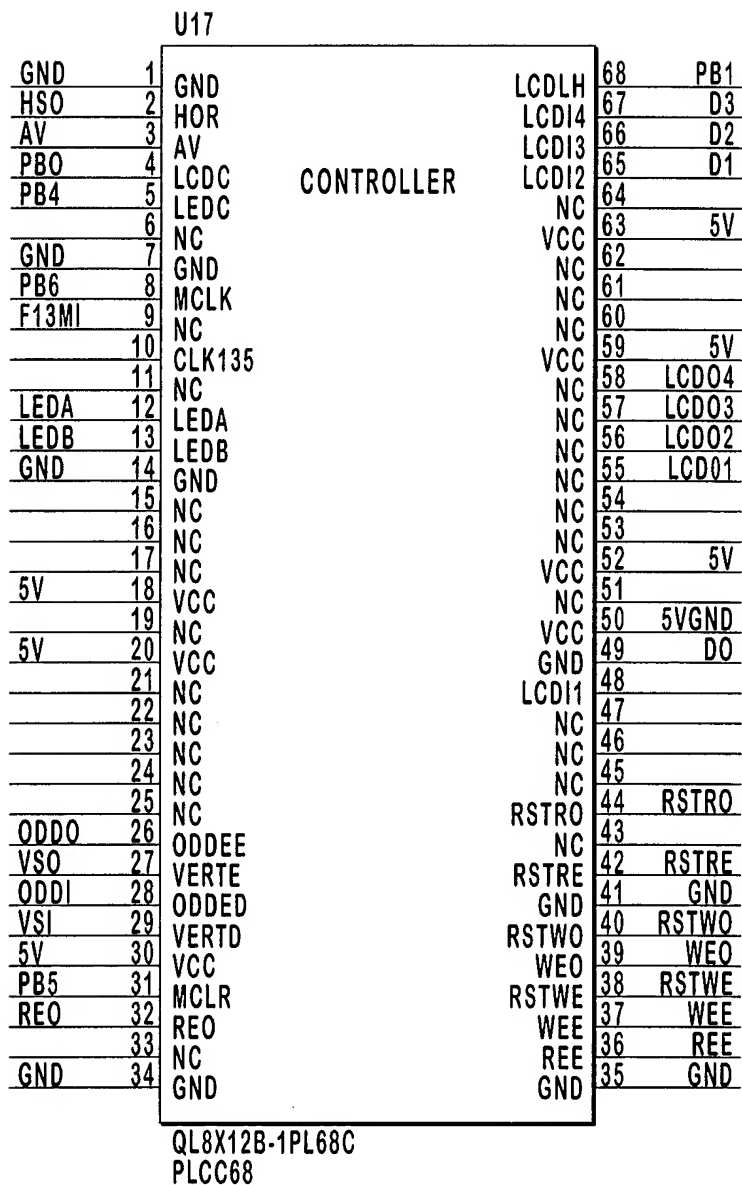 U17
GND 1 GND LCDLH 68 PB1
HSO 2 HOR LCDI4 67 D3
AV 3 AV LCDI3 66 D2
PBO 4 LCDC CONTROLLER LCDI2 65 D1
PB4 5 LEDC NC 64
6 NC VCC 63 5V
GND 7 GND NC 62
PB6 8 MCLK NC 61
F13MI 9 NC NC 60
10 CLK135 VCC 59 5V
11 NC NC 58 LCDO4
LEDA 12 LEDA NC 57 LCDO3
LEDB 13 LEDB NC 56 LCDO2
GND 14 GND NC 55 LCD01
15 NC NC 54
16 NC NC 53
17 NC VCC 52 5V
5V 18 VCC NC 51
19 NC VCC 50 5VGND
5V 20 VCC GND 49 DO
21 NC LCDI1 48
22 NC NC 47
23 NC NC 46
24 NC NC 45
25 NC RSTRO 44 RSTRO
ODDO 26 ODDEE NC 43
VSO 27 VERTE RSTRE 42 RSTRE
ODDI 28 ODDED GND 41 GND
VSI 29 VERTD RSTWO 40 RSTWO
5V 30 VCC WEO 39 WEO
PB5 31 MCLR RSTWE 38 RSTWE
REO 32 REO WEE 37 WEE
33 NC REE 36 REE
GND 34 GND GND 35 GND
QL8X12B-1PL68C
PLCC68